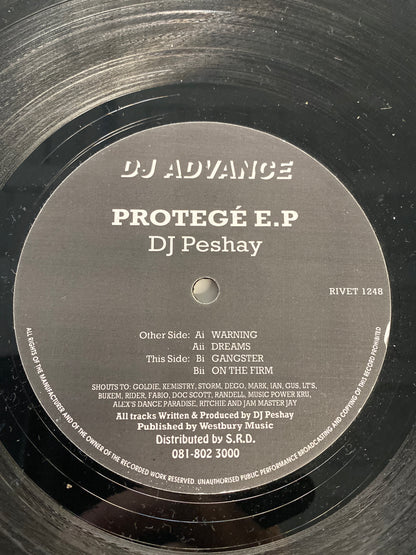 DJ ADVANCE
PROTEGÉ E.P
DJ Peshay
RIVET 1248
Other Side: Ai WARNING
Aii DREAMS
This Side: Bi GANGSTER
Bii ON THE FIRM
SHOUTS TO: GOLDIE, KEMISTRY, STORM, DEGO, MARK, IAN, GUS, LT'S,
BUKEM, RIDER, FABIO, DOC SCOTT, RANDELL, MUSIC POWER KRU,
ALEX'S DANCE PARADISE, RITCHIE AND JAM MASTER JAY
All tracks Written & Produced by DJ Peshay
Published by Westbury Music
Distributed by S.R.D.
081-802 3000
ALL RIGHTS OF THE MANUFACTURER AND OF THE OWNER OF THE RECORDED WORK RESERVED. UNAUTHORISED PUBLIC PERFORMANCE BROADCASTING AND COPYING OF THIS RECORD PROHIBITED